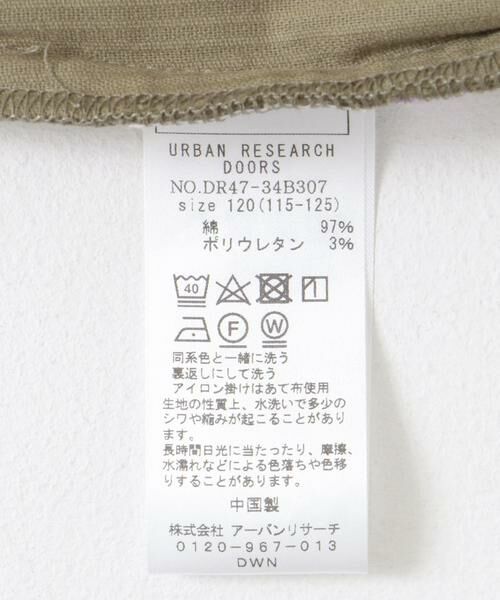 URBAN RESEARCH
DOORS
NO.DR47-34B307
size 120(115-125)
綿 97%
ポリウレタン 3%
40
F
W
同系色と一緒に洗う
裏返しにして洗う
アイロン掛けはあて布使用
生地の性質上、水洗いで多少の
シワや縮みが起こることがあり
ます。
長時間日光に当たったり、摩擦、
水濡れなどによる色落ちや色移
りすることがあります。
中国製
株式会社 アーバンリサーチ
0120-967-013
DWN